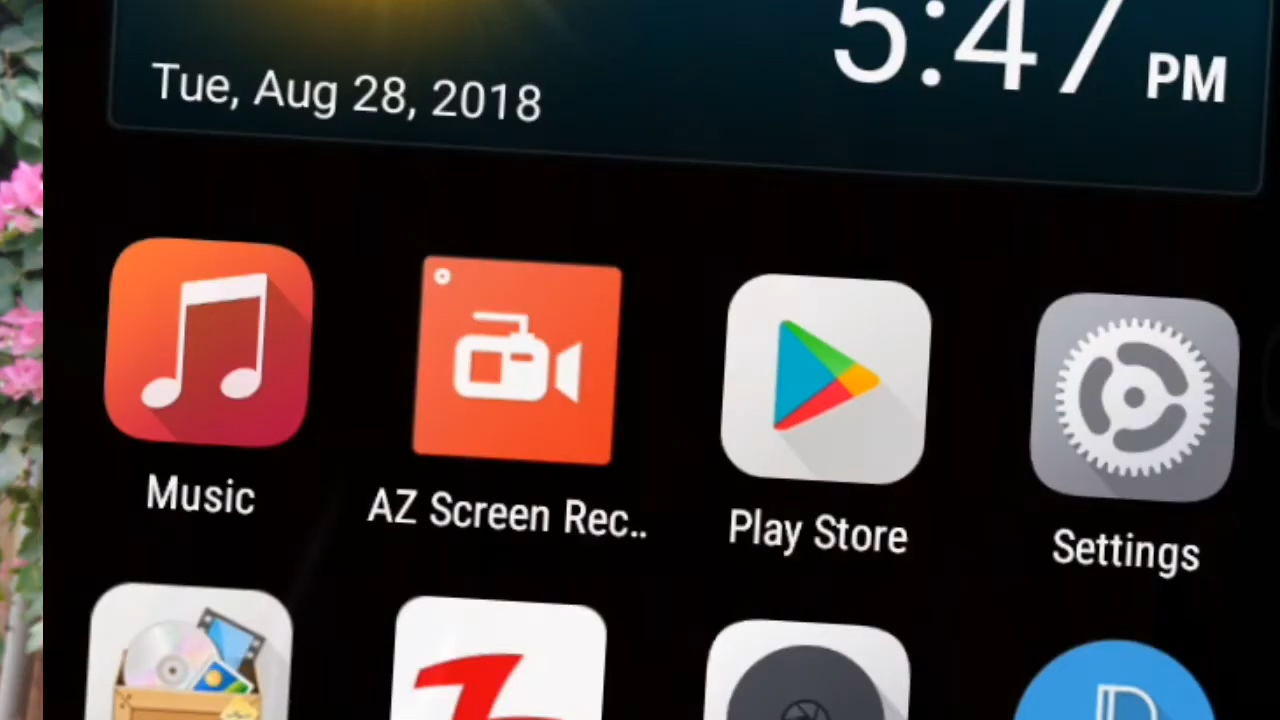 5:47 PM
Tue, Aug 28, 2018
Music
AZ Screen Rec..
Play Store
Settings